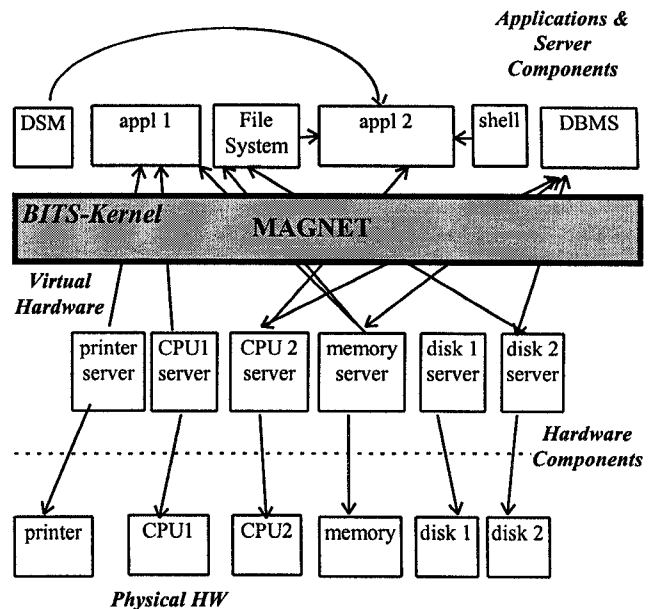 Applications &
Server
Components
DSM
appl 1
File
System
appl 2
shell
DBMS
BITS-Kernel
MAGNET
Virtual
Hardware
printer
server
CPU1
server
CPU 2
server
memory
server
disk 1
server
disk 2
server
Hardware
Components
printer
CPU1
CPU2
memory
disk 1
disk 2
Physical HW